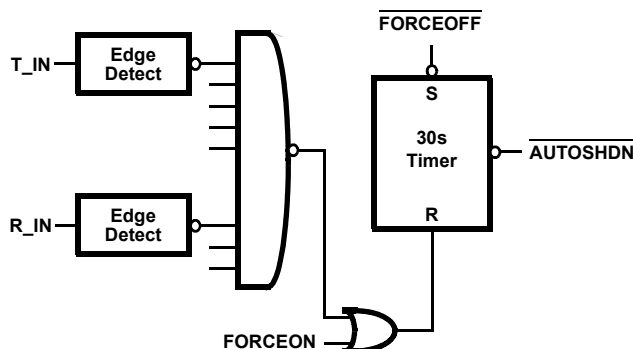 FORCEOFF
T_IN
Edge
Detect
S
30s
Timer
AUTOSHDN
R_IN
Edge
Detect
R
FORCEON